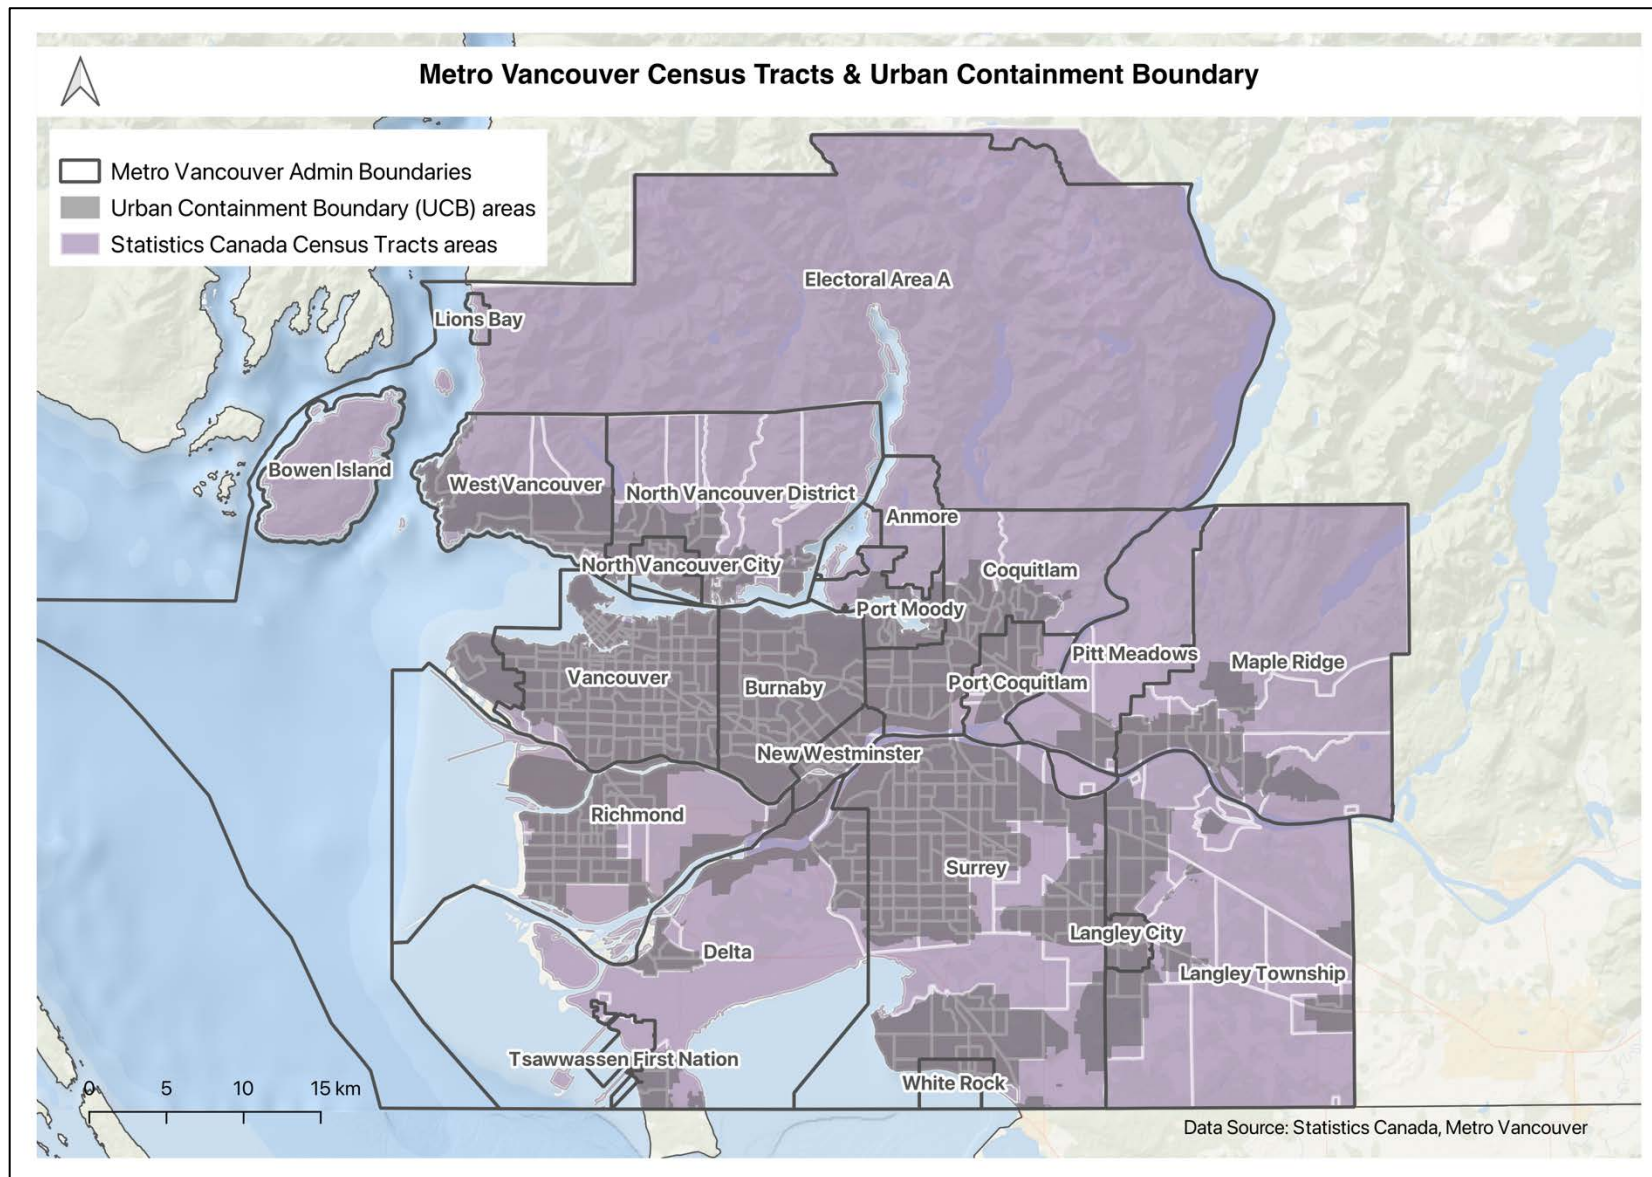 Metro Vancouver Census Tracts & Urban Containment Boundary
Metro Vancouver Admin Boundaries
Urban Containment Boundary (UCB) areas
Statistics Canada Census Tracts areas
Electoral Area A
Lions Bay
Bowen Island
West Vancouver
North Vancouver District
Anmore
North Vancouver City
Coquitlam
Port Moody
Pitt Meadows
Maple Ridge
Vancouver
Burnaby
Port Coquitlam
New Westminster
Richmond
Surrey
Langley City
Delta
Langley Township
Tsawwassen First Nation
White Rock
0 5 10 15 km
Data Source: Statistics Canada, Metro Vancouver